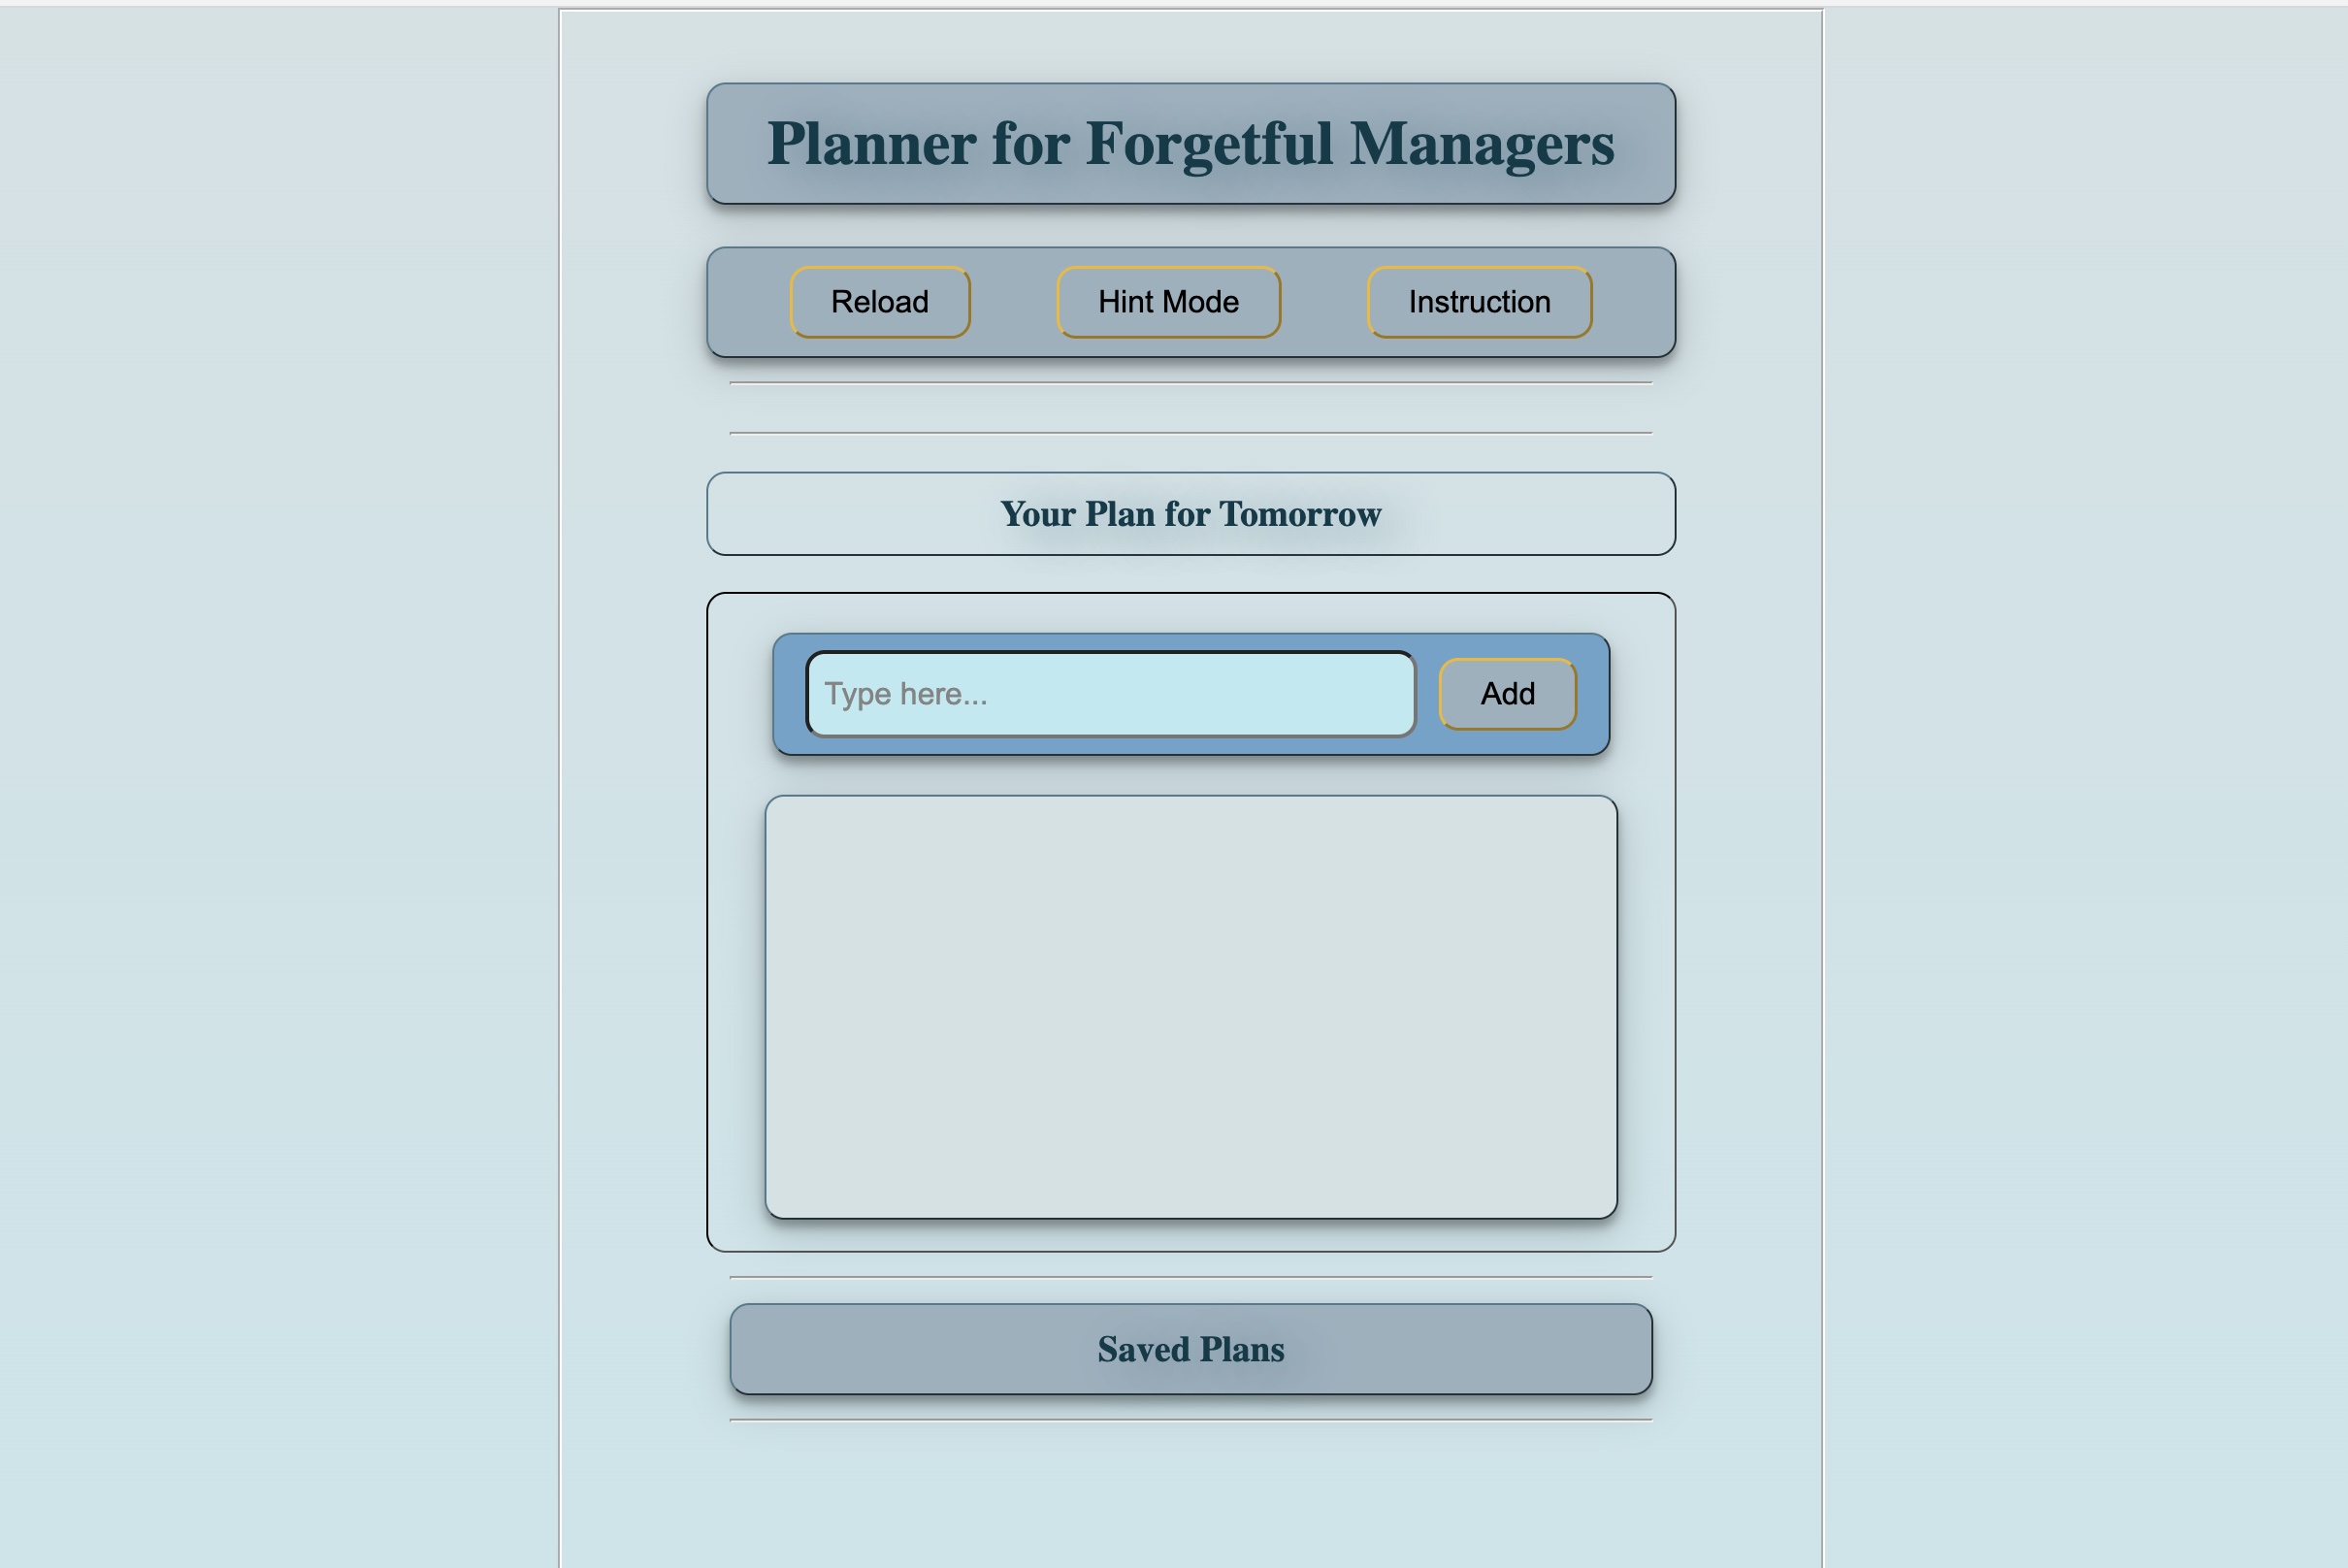 Planner for Forgetful Managers
Reload Hint Mode Instruction
Your Plan for Tomorrow
Type here... Add
Saved Plans